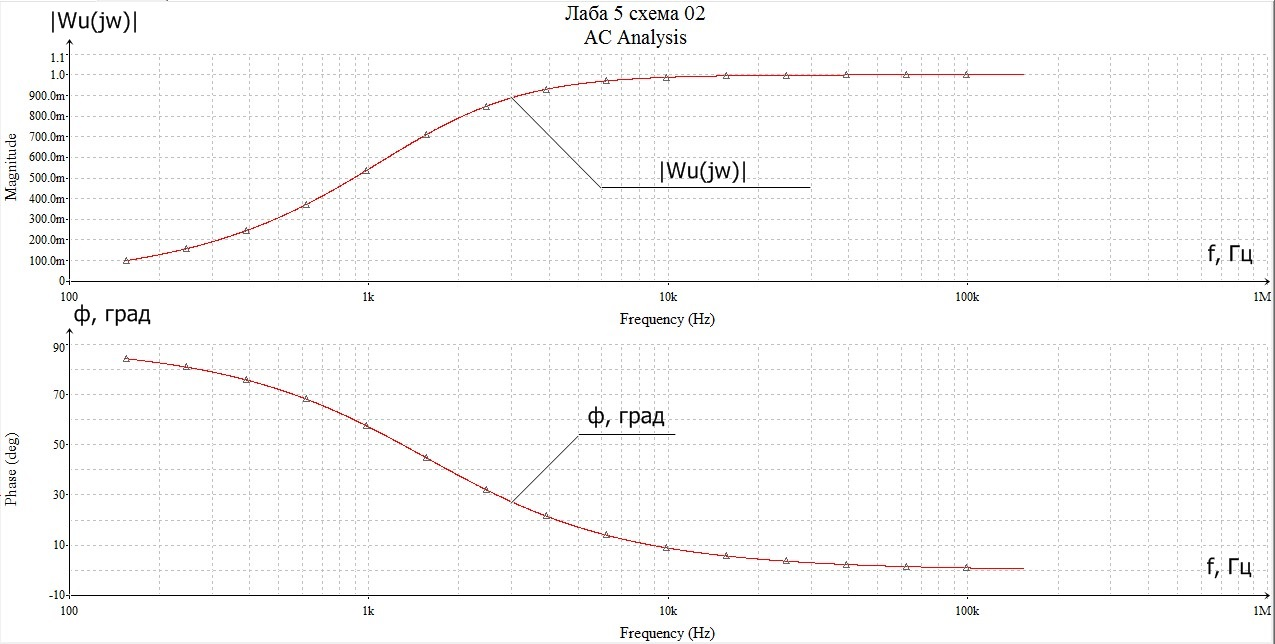 |Wu(jw)|
Лаба 5 схема 02
AC Analysis
1.1
1.0
900.0m
800.0m
700.0m
600.0m
500.0m
400.0m
300.0m
200.0m
100.0m
0
Magnitude
|Wu(jw)|
f, Гц
100 1k 10k 100k 1M
Frequency (Hz)
ф, град
90
70
50
30
10
-10
Phase (deg)
ф, град
f, Гц
100 1k 10k 100k 1M
Frequency (Hz)